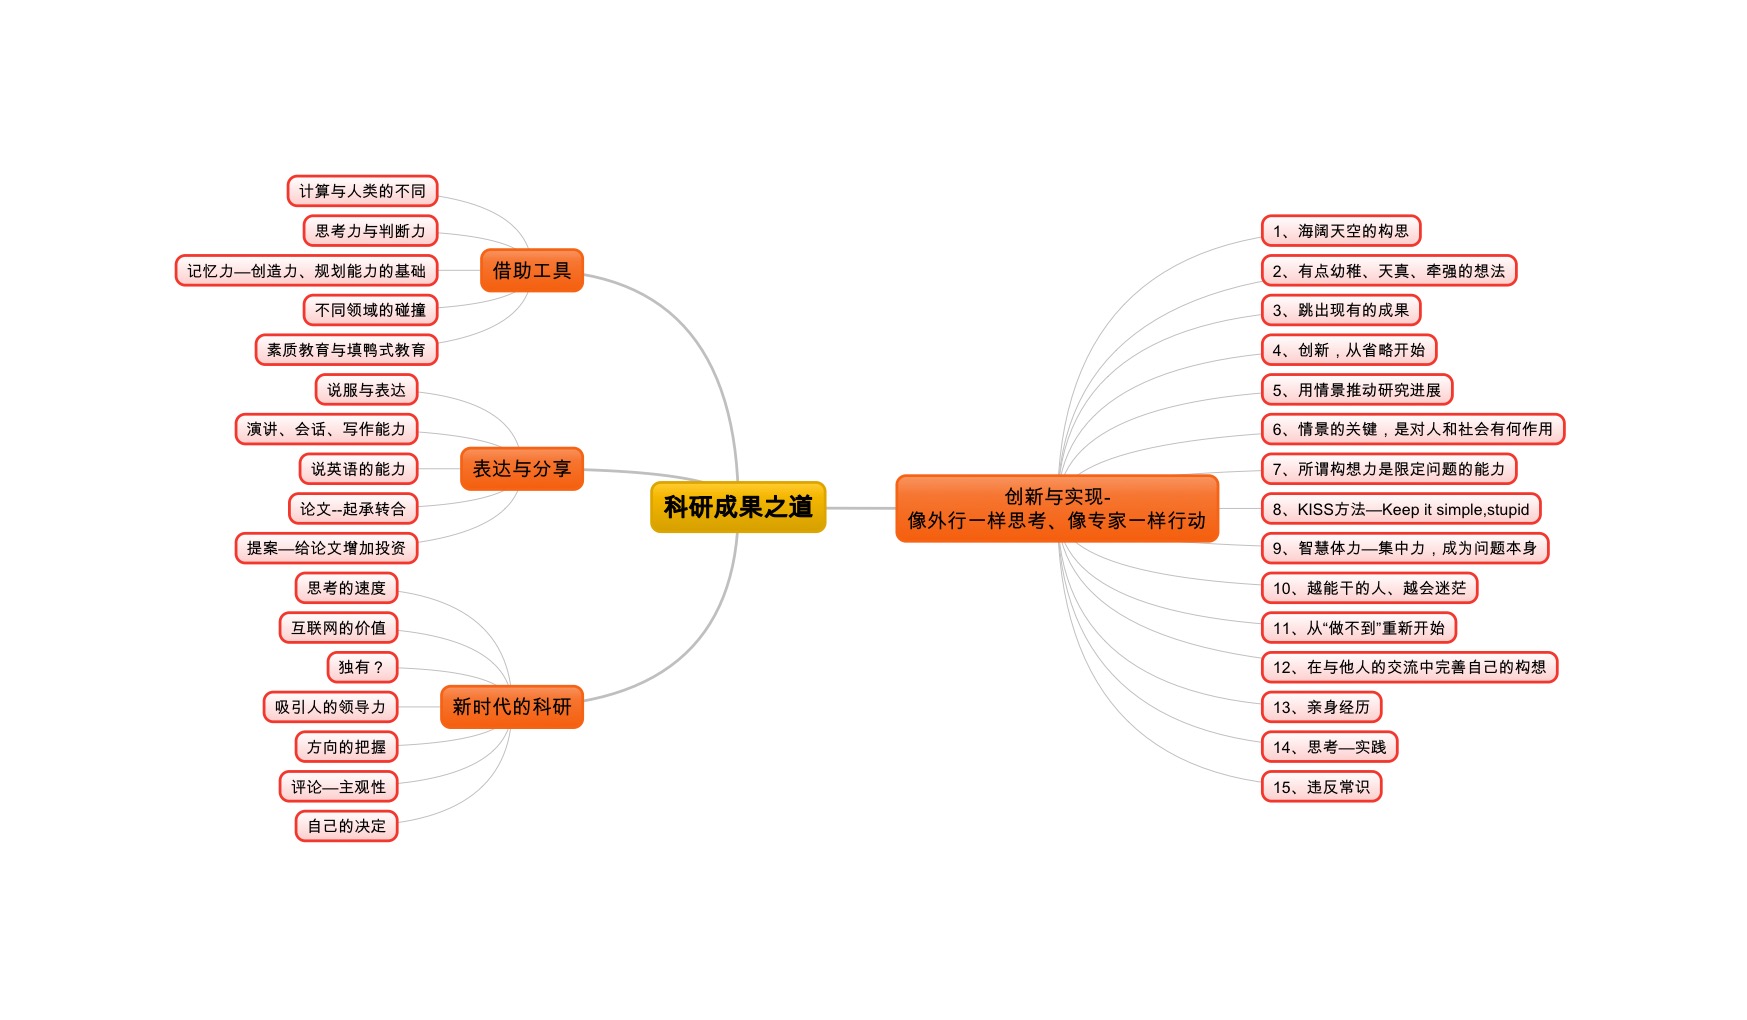 科研成果之道
借助工具
计算与人类的不同
思考力与判断力
记忆力—创造力、规划能力的基础
不同领域的碰撞
素质教育与填鸭式教育
表达与分享
说服与表达
演讲、会话、写作能力
说英语的能力
论文--起承转合
提案—给论文增加投资
新时代的科研
思考的速度
互联网的价值
独有？
吸引人的领导力
方向的把握
评论—主观性
自己的决定
创新与实现-
像外行一样思考、像专家一样行动
1、海阔天空的构思
2、有点幼稚、天真、牵强的想法
3、跳出现有的成果
4、创新，从省略开始
5、用情景推动研究进展
6、情景的关键，是对人和社会有何作用
7、所谓构想力是限定问题的能力
8、KISS方法—Keep it simple,stupid
9、智慧体力—集中力，成为问题本身
10、越能干的人、越会迷茫
11、从“做不到”重新开始
12、在与他人的交流中完善自己的构想
13、亲身经历
14、思考—实践
15、违反常识